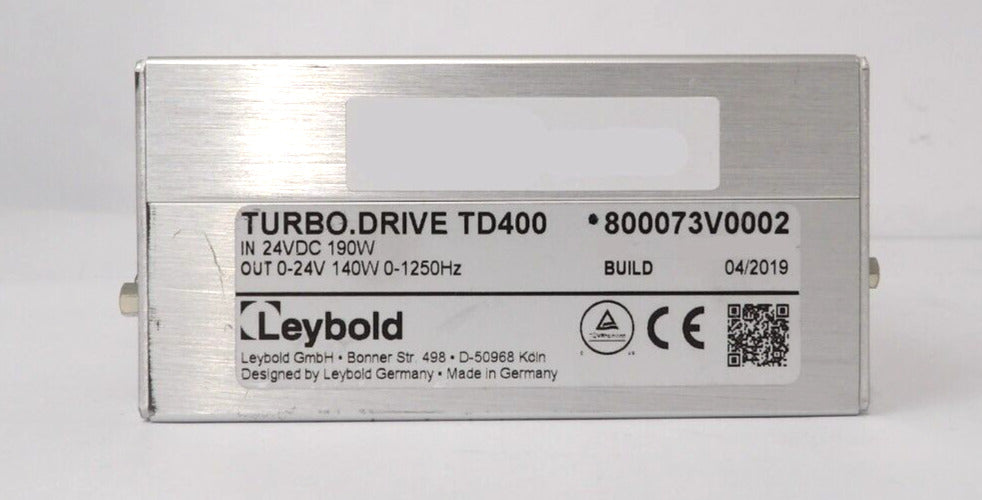 TURBO.DRIVE TD400 •800073V0002
IN 24VDC 190W
OUT 0-24V 140W 0-1250Hz BUILD 04/2019
Leybold
CE
Leybold GmbH • Bonner Str. 498 • D-50968 Köln
Designed by Leybold Germany • Made in Germany